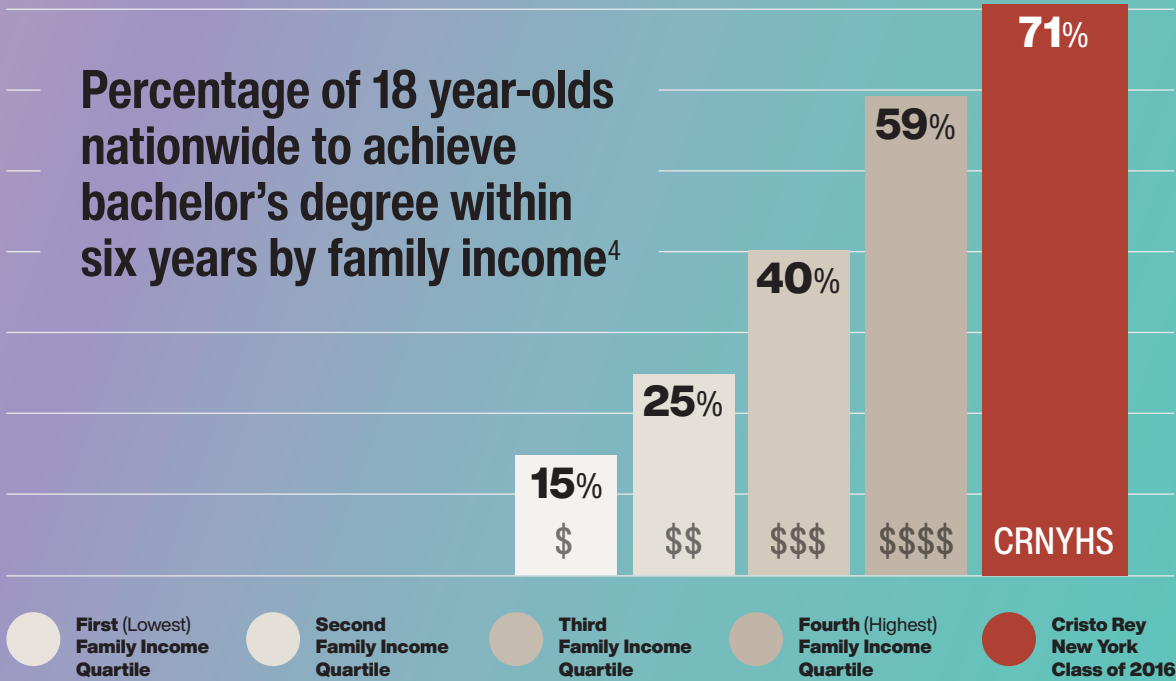 Percentage of 18 year-olds
nationwide to achieve
bachelor’s degree within
six years by family income4
15%
$
25%
$$
40%
$$$
59%
$$$$
71%
CRNYHS
First (Lowest)
Family Income
Quartile
Second
Family Income
Quartile
Third
Family Income
Quartile
Fourth (Highest)
Family Income
Quartile
Cristo Rey
New York
Class of 2016